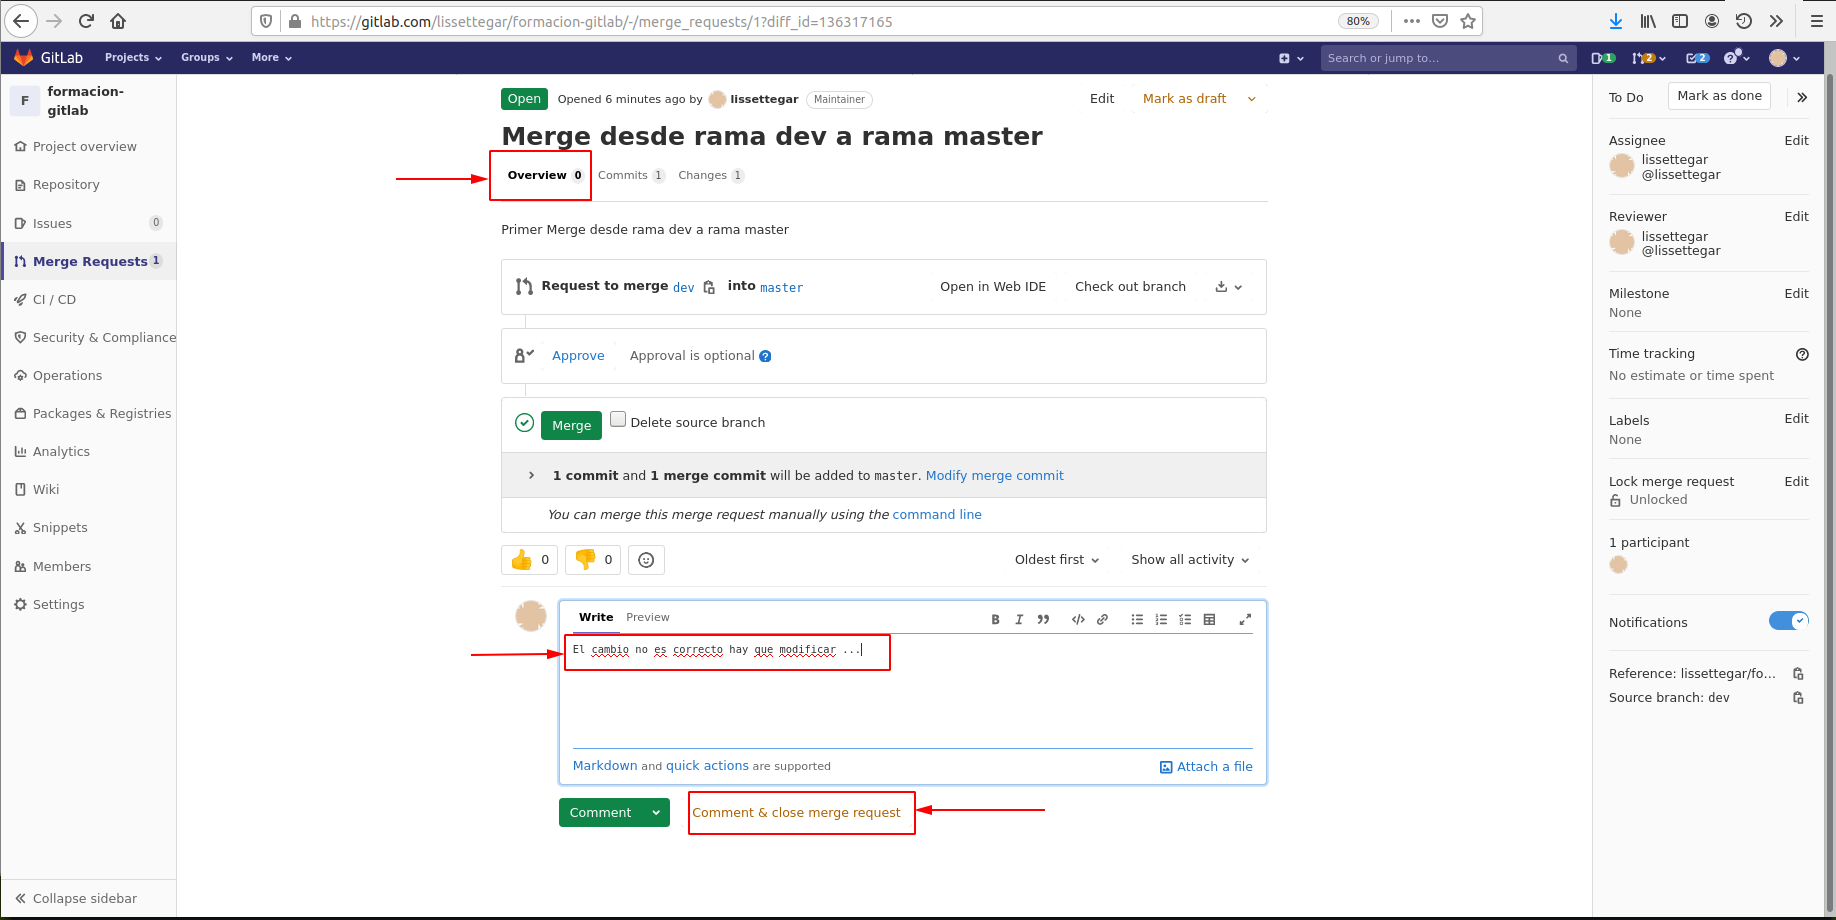 https://gitlab.com/lissettegar/formacion-gitlab/-/merge_requests/1?diff_id=136317165
80%
GitLab
Projects
Groups
More
Search or jump to...
1
2
2
F
formacion-
gitlab
Project overview
Repository
Issues 0
Merge Requests 1
CI / CD
Security & Compliance
Operations
Packages & Registries
Analytics
Wiki
Snippets
Members
Settings
Collapse sidebar
Open
Opened 6 minutes ago by lissettegar Maintainer
Edit
Mark as draft
Merge desde rama dev a rama master
Overview 0
Commits 1
Changes 1
Primer Merge desde rama dev a rama master
Request to merge dev into master
Open in Web IDE
Check out branch
Approve
Approval is optional ?
Merge
Delete source branch
1 commit and 1 merge commit will be added to master. Modify merge commit
You can merge this merge request manually using the command line
0
0
Oldest first
Show all activity
Write
Preview
B I
El cambio no es correcto hay que modificar ...
Markdown and quick actions are supported
Attach a file
Comment
Comment & close merge request
To Do
Mark as done
Assignee
Edit
lissettegar
@lissettegar
Reviewer
Edit
lissettegar
@lissettegar
Milestone
Edit
None
Time tracking
No estimate or time spent
Labels
Edit
None
Lock merge request
Edit
Unlocked
1 participant
Notifications
Reference: lissettegar/fo...
Source branch: dev